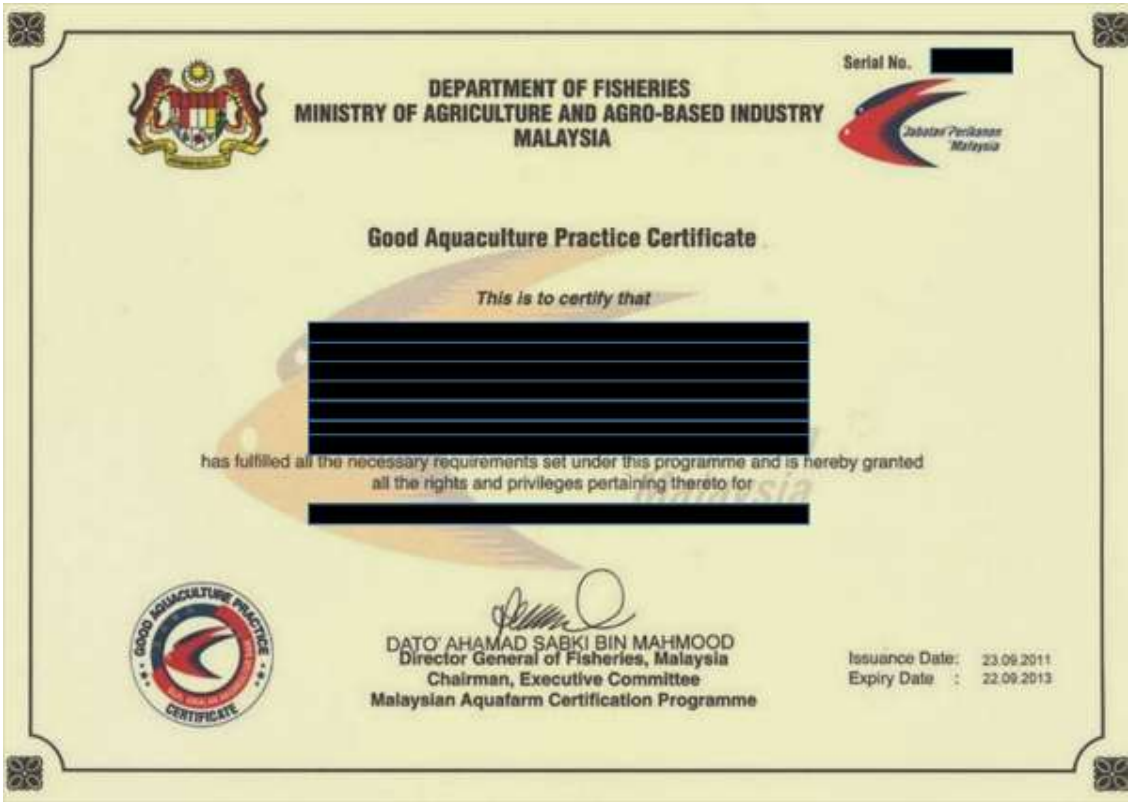 Serial No.
DEPARTMENT OF FISHERIES
MINISTRY OF AGRICULTURE AND AGRO-BASED INDUSTRY
MALAYSIA
Jabatan Perikanan
Malaysia
Good Aquaculture Practice Certificate
This is to certify that
has fulfilled all the necessary requirements set under this programme and is hereby granted
all the rights and privileges pertaining thereto for
Malaysia
GOOD AQUACULTURE PRACTICE
CERTIFICATE
DATO' AHAMAD SABKI BIN MAHMOOD
Director General of Fisheries, Malaysia
Chairman, Executive Committee
Malaysian Aquafarm Certification Programme
Issuance Date: 23.09.2011
Expiry Date : 22.09.2013